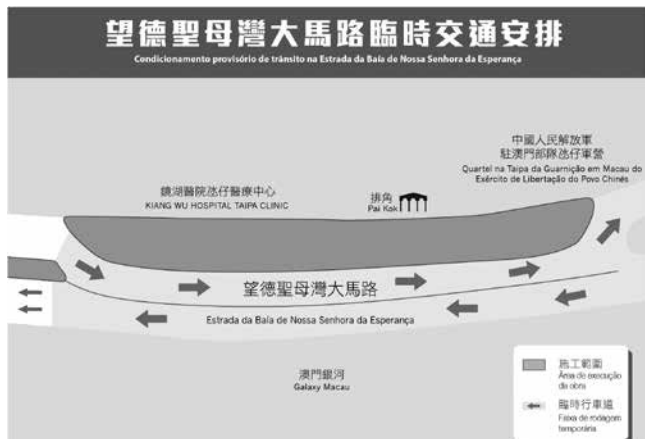 望德聖母灣大馬路臨時交通安排
Condicionamento provisório de trânsito na Estrada da Baía de Nossa Senhora da Esperança
中國人民解放軍
駐澳門部隊氹仔軍營
Quartel na Taipa da Guarnição em Macau do
Exército de Libertação do Povo Chinês
鏡湖醫院氹仔醫療中心
KIANG WU HOSPITAL TAIPA CLINIC
排角
Pai Kok
望德聖母灣大馬路
Estrada da Baía de Nossa Senhora da Esperança
澳門銀河
Galaxy Macau
施工範圍
Área de execução
da obra
臨時行車道
Faixa de rodagem
temporária